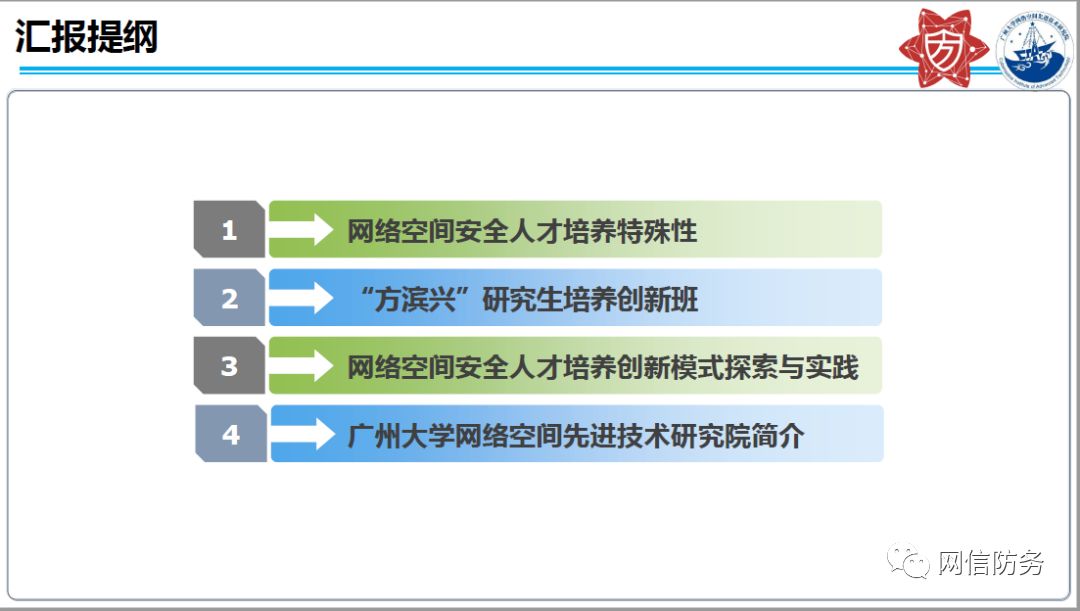 汇报提纲
方
1
网络空间安全人才培养特殊性
2
“方滨兴”研究生培养创新班
3
网络空间安全人才培养创新模式探索与实践
4
广州大学网络空间先进技术研究院简介
网信防务